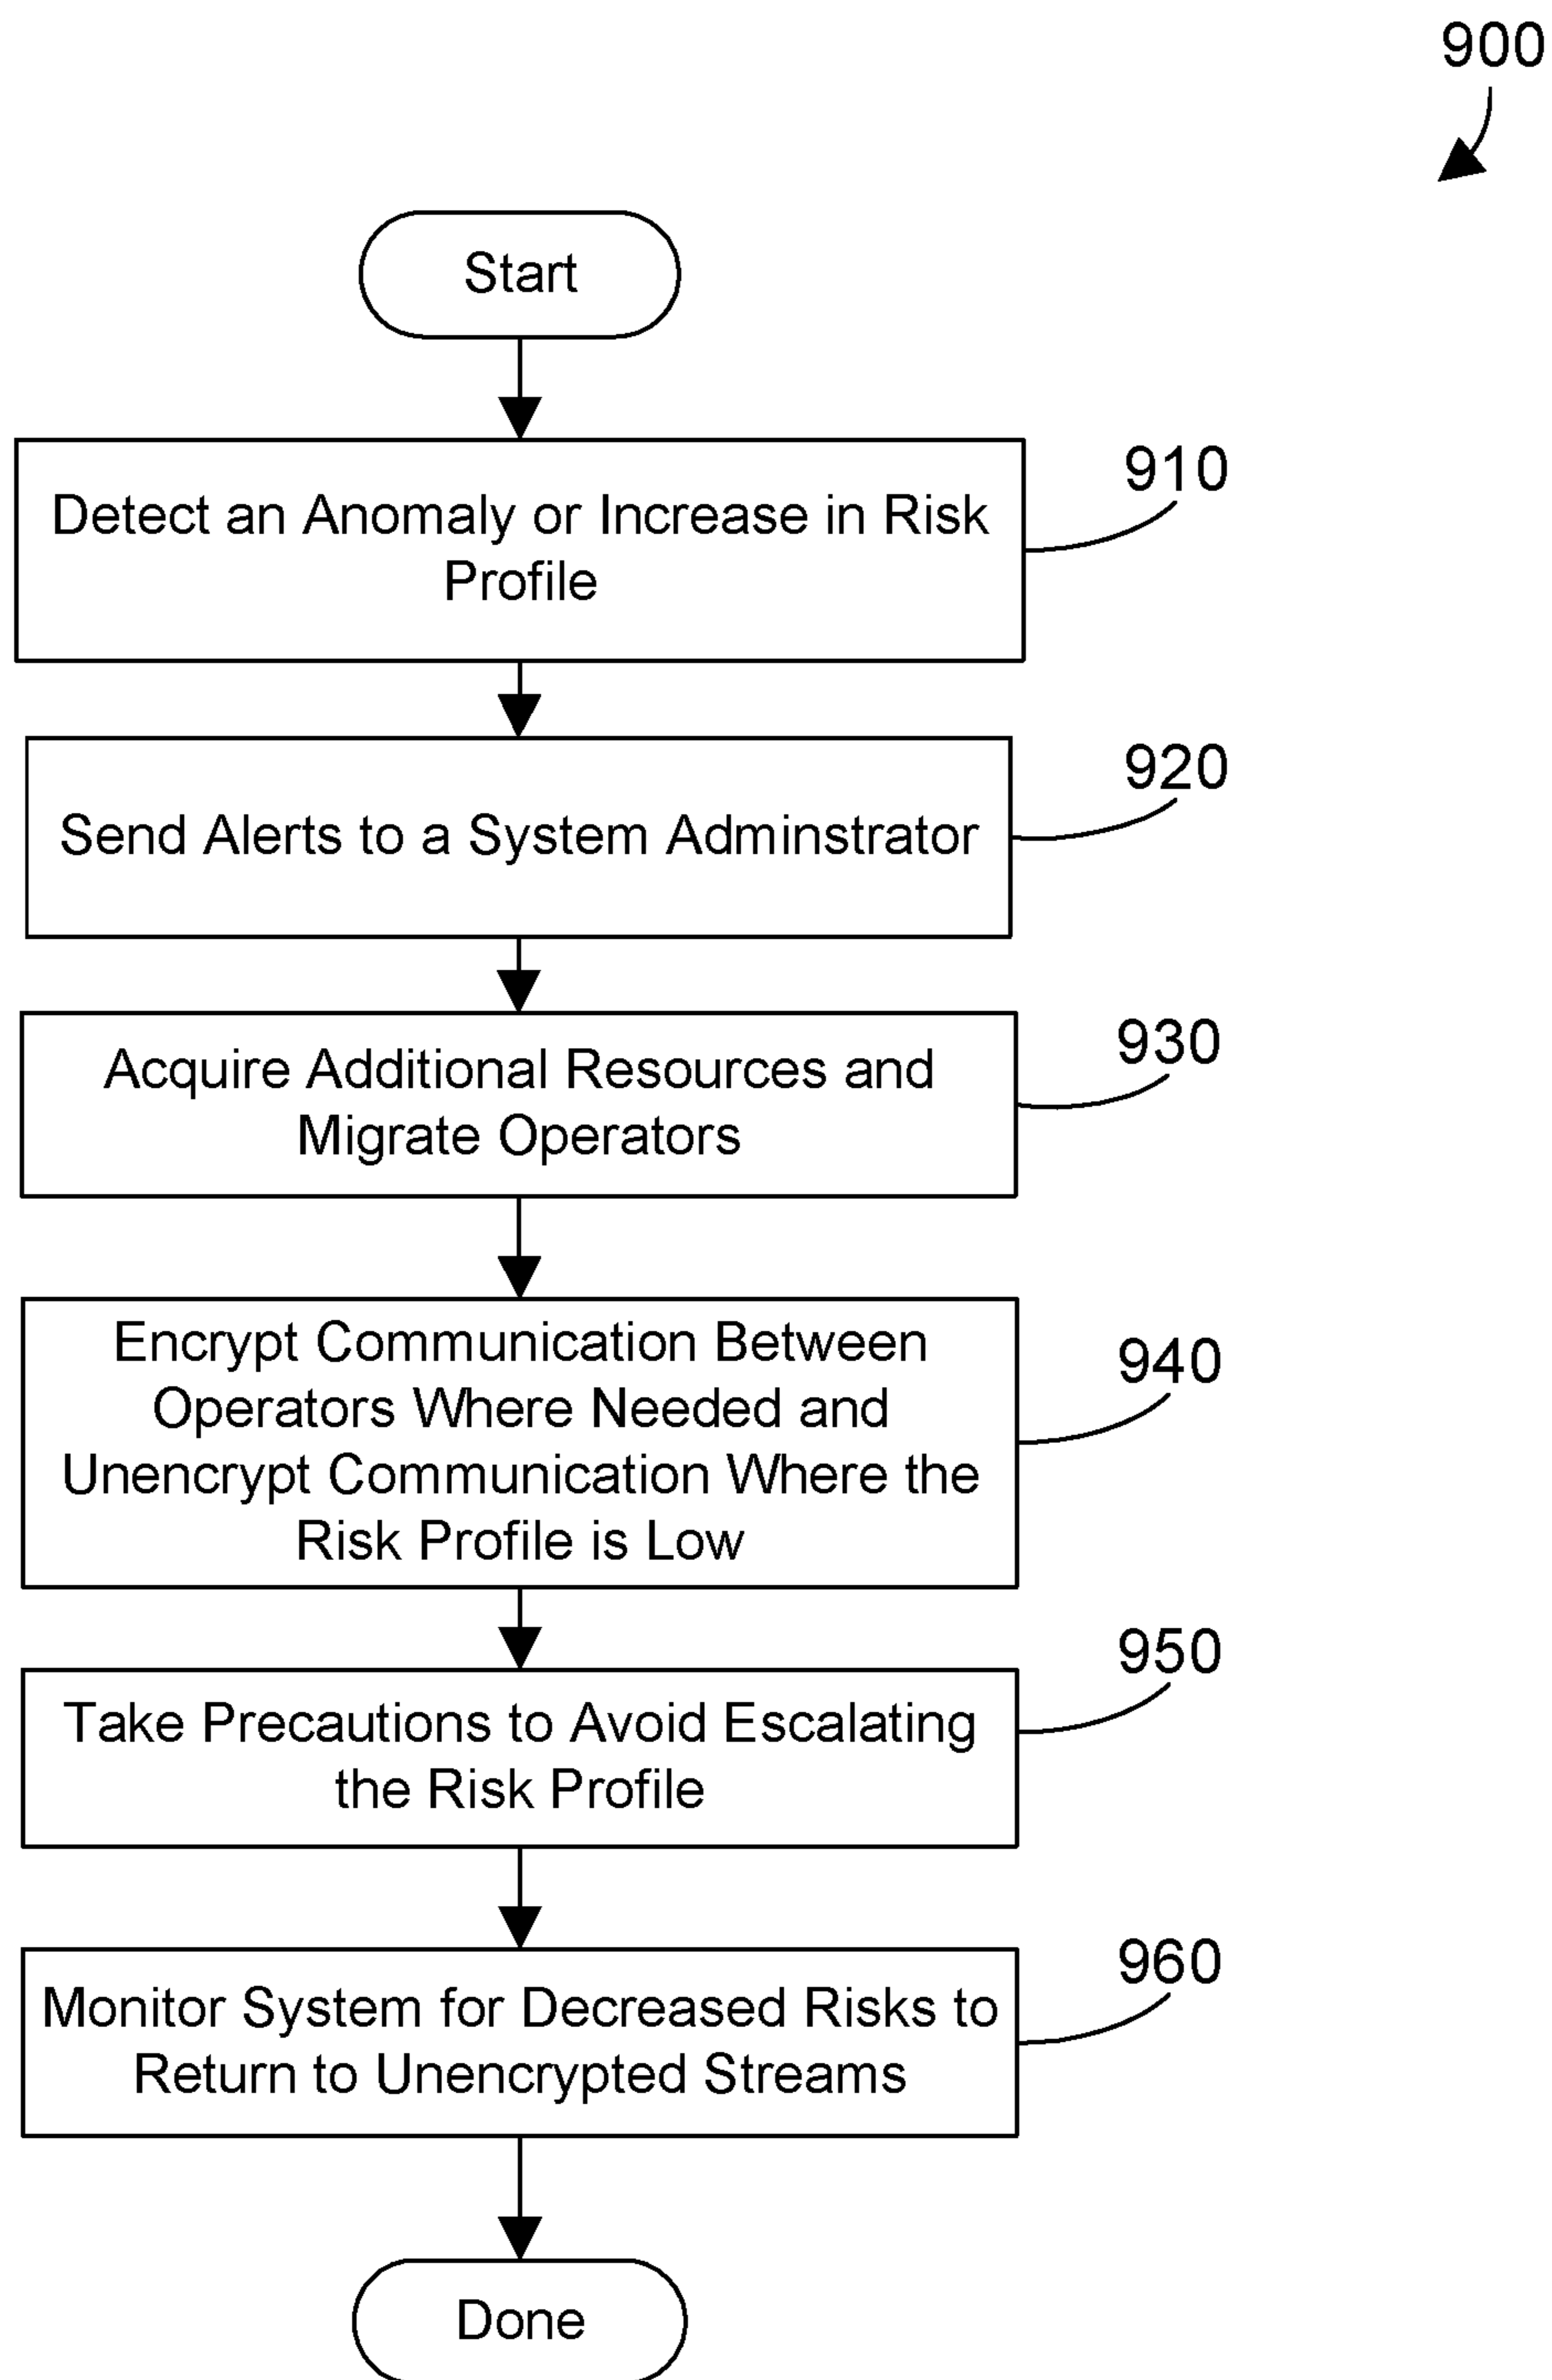 900
Start
Detect an Anomaly or Increase in Risk
Profile
910
Send Alerts to a System Adminstrator
920
Acquire Additional Resources and
Migrate Operators
930
Encrypt Communication Between
Operators Where Needed and
Unencrypt Communication Where the
Risk Profile is Low
940
Take Precautions to Avoid Escalating
the Risk Profile
950
Monitor System for Decreased Risks to
Return to Unencrypted Streams
960
Done